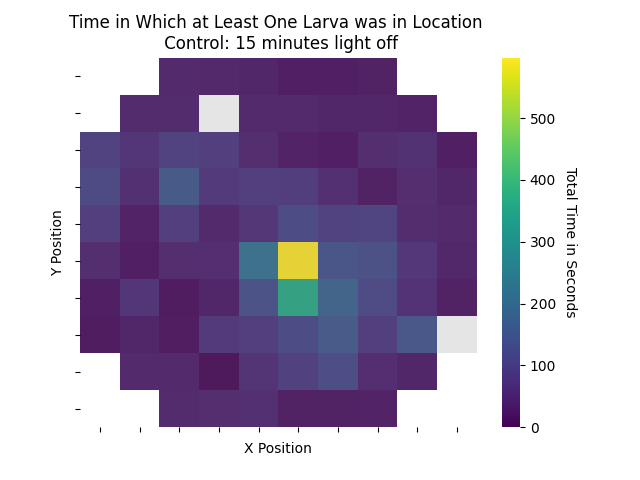 Time in Which at Least One Larva was in Location
Control: 15 minutes light off
Y Position
X Position
500
400
300
200
100
0
Total Time in Seconds